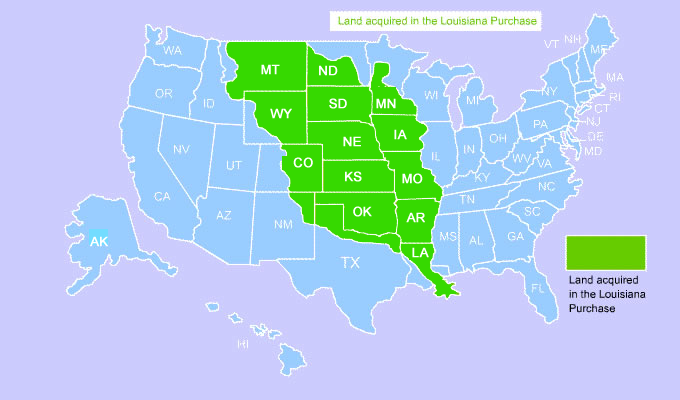 Land acquired in the Louisiana Purchase
VT NH ME
WA MT ND
OR ID SD MN WI MI NY MA
WY RI
CT
IA PA NJ
NV UT NE OH DE
IL IN MD
CO KS MO WV VA
CA KY
AZ NM OK AR TN NC
SC
AK LA MS AL GA
TX
FL
HI
Land acquired
in the Louisiana
Purchase